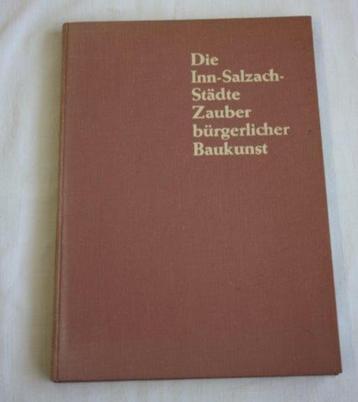 Die
Inn-Salzach-
Städte
Zauber
bürgerlicher
Baukunst